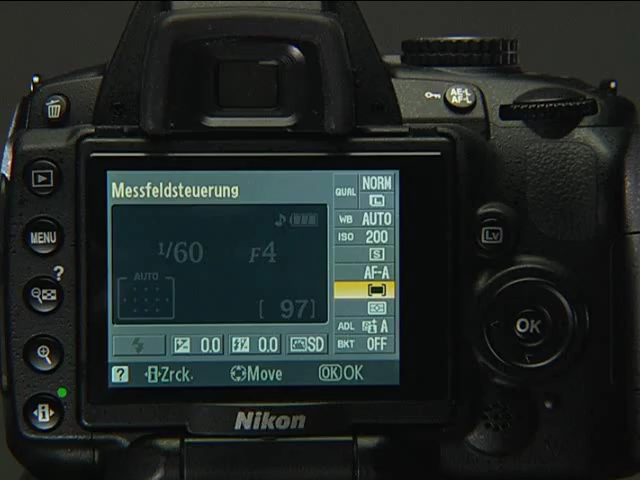 AE-L
AF-L
MENU
?
Lv
OK
Messfeldsteuerung
QUAL NORM
L
WB AUTO
ISO 200
S
AF-A
ADL A
BKT OFF
1/60 F4
AUTO
[ 97]
0.0 0.0 SD
? Zrck. Move OK OK
Nikon